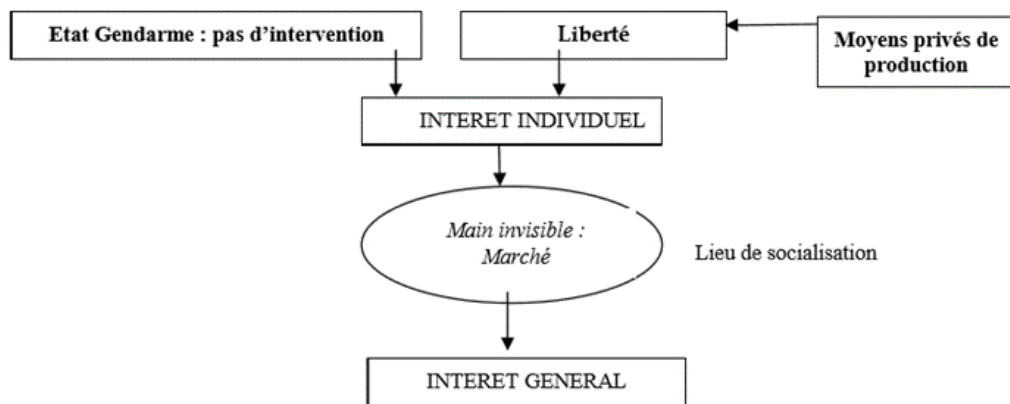 Etat Gendarme : pas d’intervention
Liberté
Moyens privés de
production
INTERET INDIVIDUEL
Main invisible :
Marché
Lieu de socialisation
INTERET GENERAL